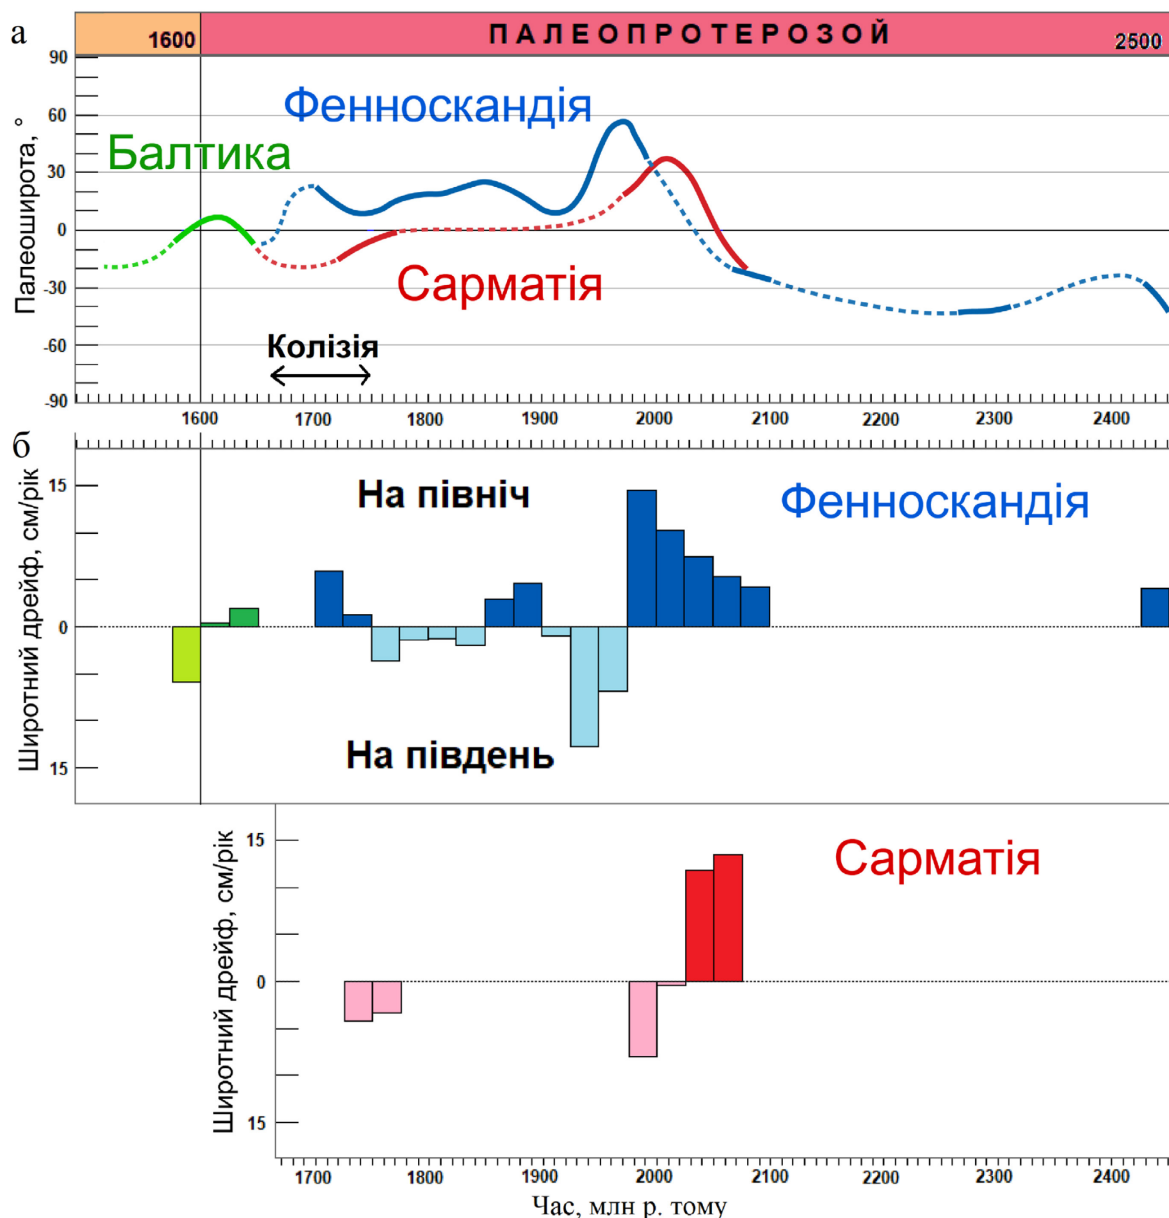 а
1600 ПАЛЕОПРОТЕРОЗОЙ 2500
90
60
30
0
-30
-60
-90
Палеоширота, °
Фенноскандія
Балтика
Сарматія
Колізія
1600 1700 1800 1900 2000 2100 2200 2300 2400
б
15
0
15
Широтний дрейф, см/рік
На північ
Фенноскандія
На південь
15
0
15
Широтний дрейф, см/рік
Сарматія
1700 1800 1900 2000 2100 2200 2300 2400
Час, млн р. тому